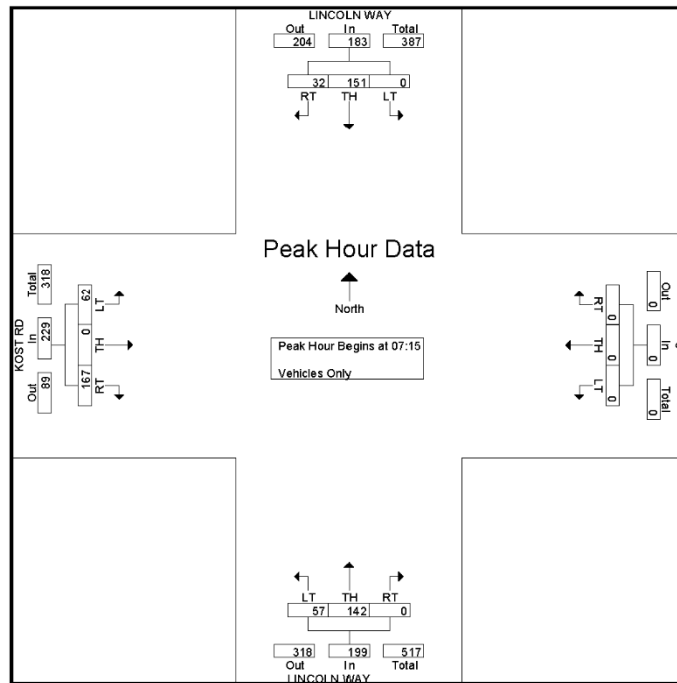 LINCOLN WAY
Out In Total
204 183 387
32 151 0
RT TH LT
Peak Hour Data
North
Peak Hour Begins at 07:15
Vehicles Only
KOST RD
Out In Total
89 229 318
RT TH LT
167 0 62
RT TH LT
0 0 0
Out In Total
0 0 0
LT TH RT
57 142 0
318 199 517
Out In Total
LINCOLN WAY